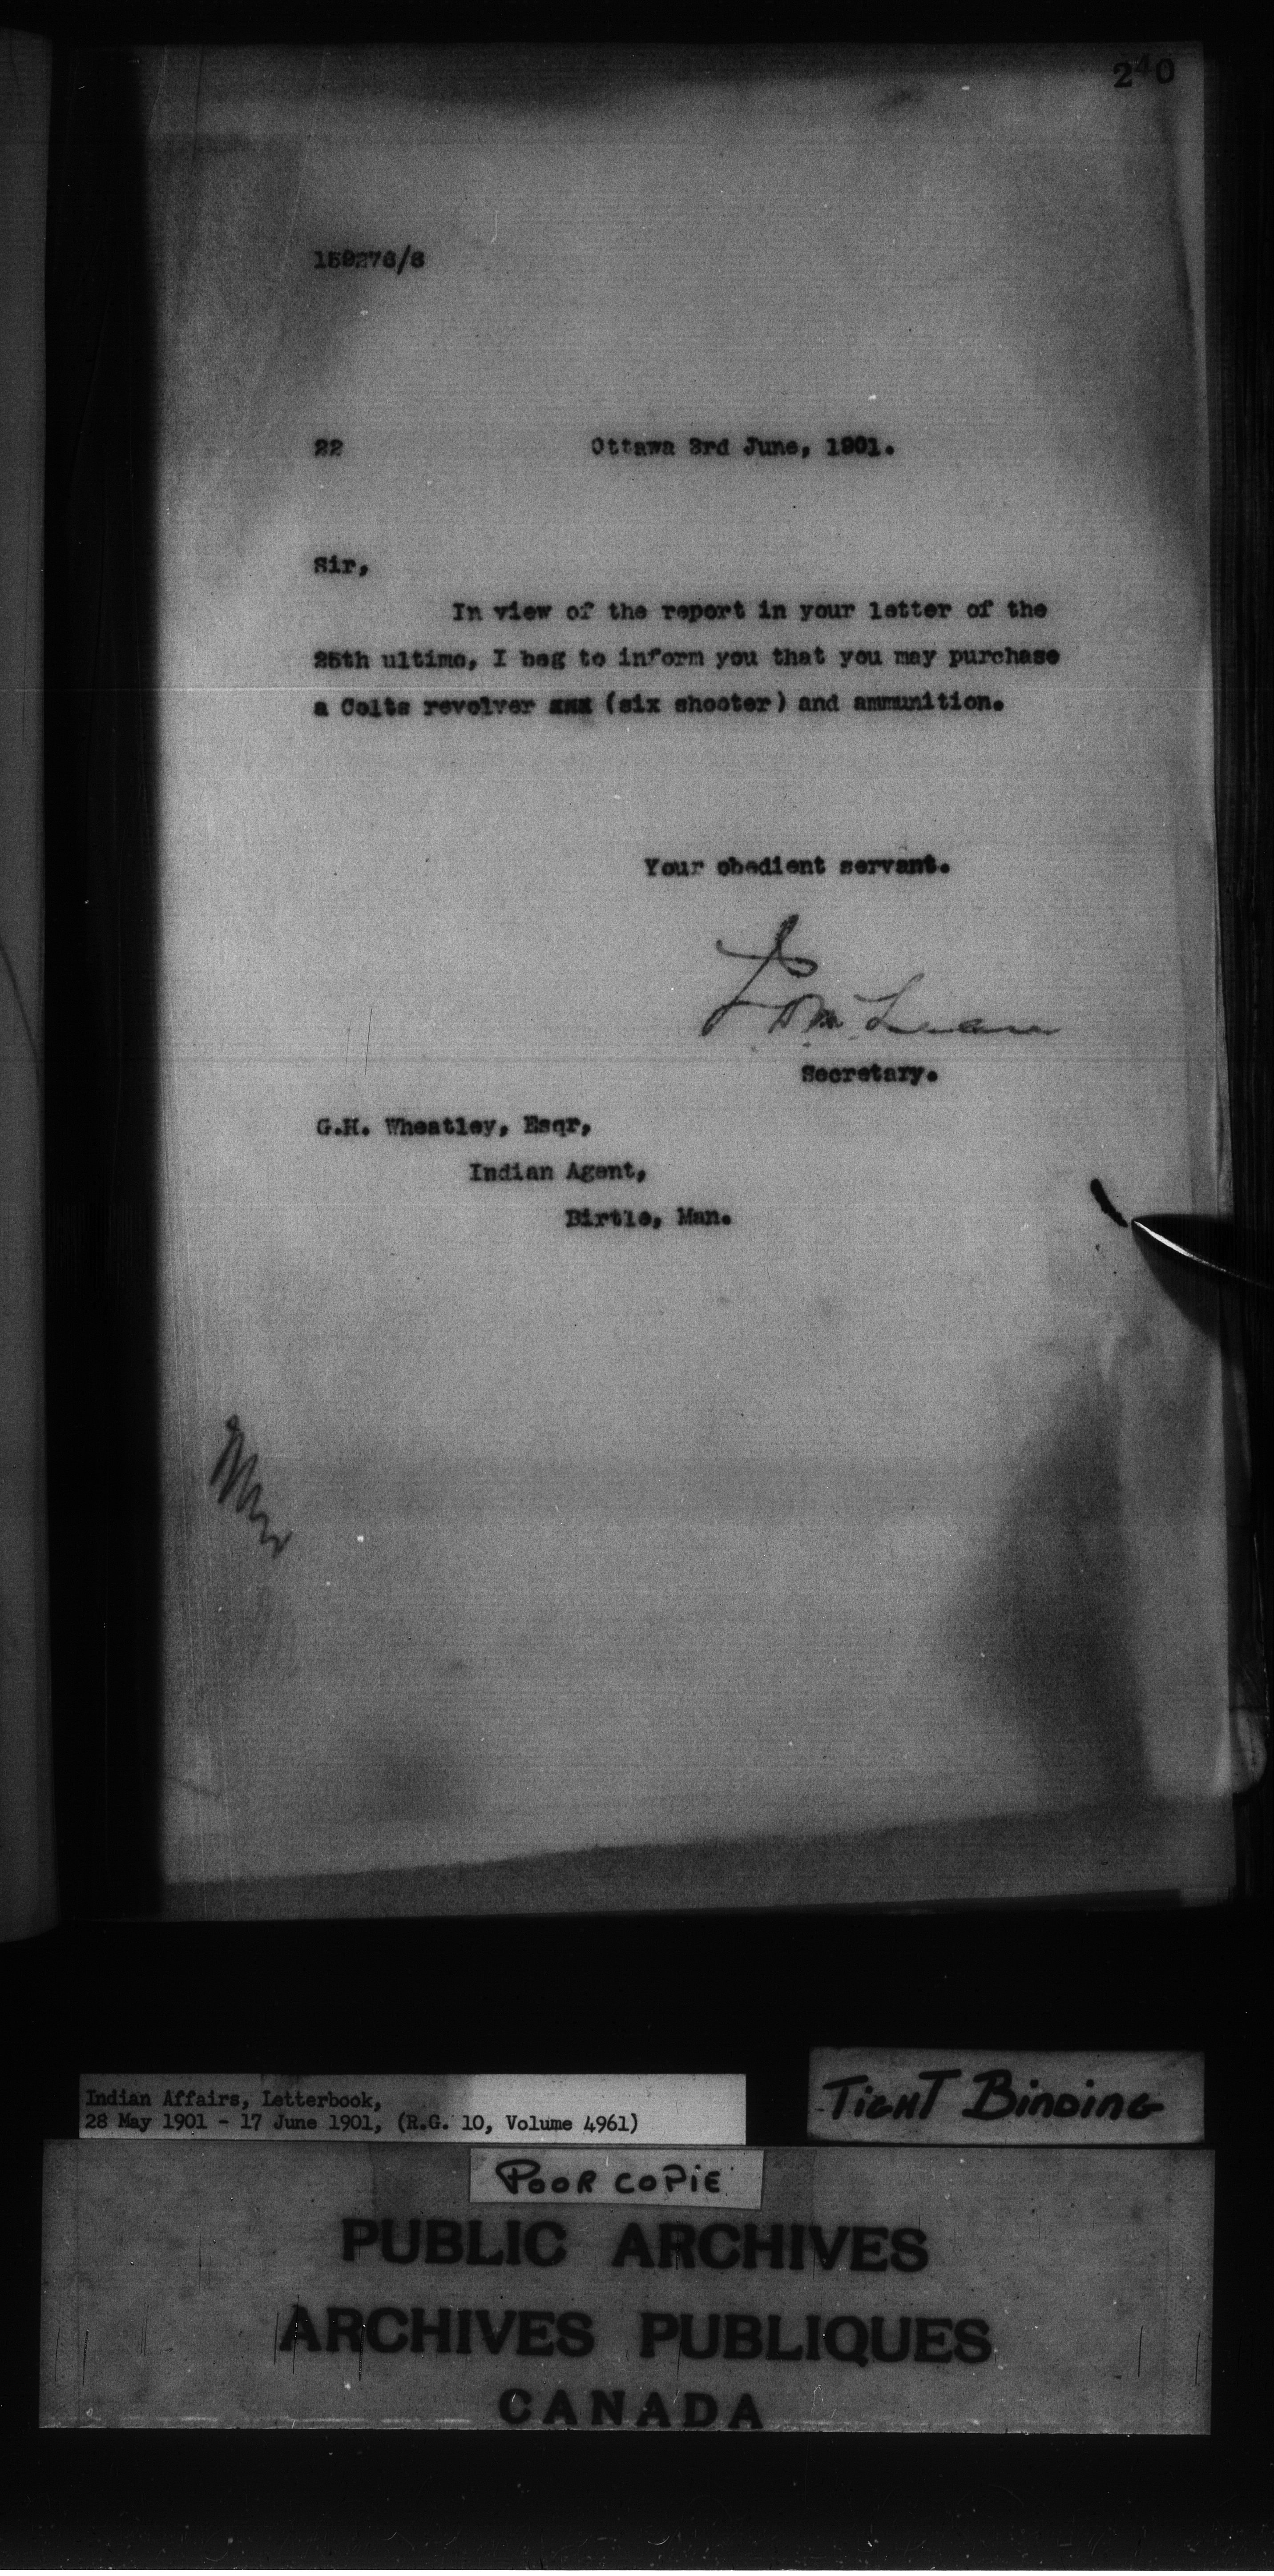 240
159276/8
22 Ottawa 3rd June, 1901.
Sir,
In view of the report in your letter of the
25th ultimo, I beg to inform you that you may purchase
a Colts revolver xxx (six shooter) and ammunition.
Your obedient servant.
McLean
Secretary.
G.H. Wheatley, Esqr,
Indian Agent,
Birtle, Man.
Indian Affairs, Letterbook,
28 May 1901 - 17 June 1901, (R.G. 10, Volume 4961)
TIGHT BINDING
POOR COPIE
PUBLIC ARCHIVES
ARCHIVES PUBLIQUES
CANADA